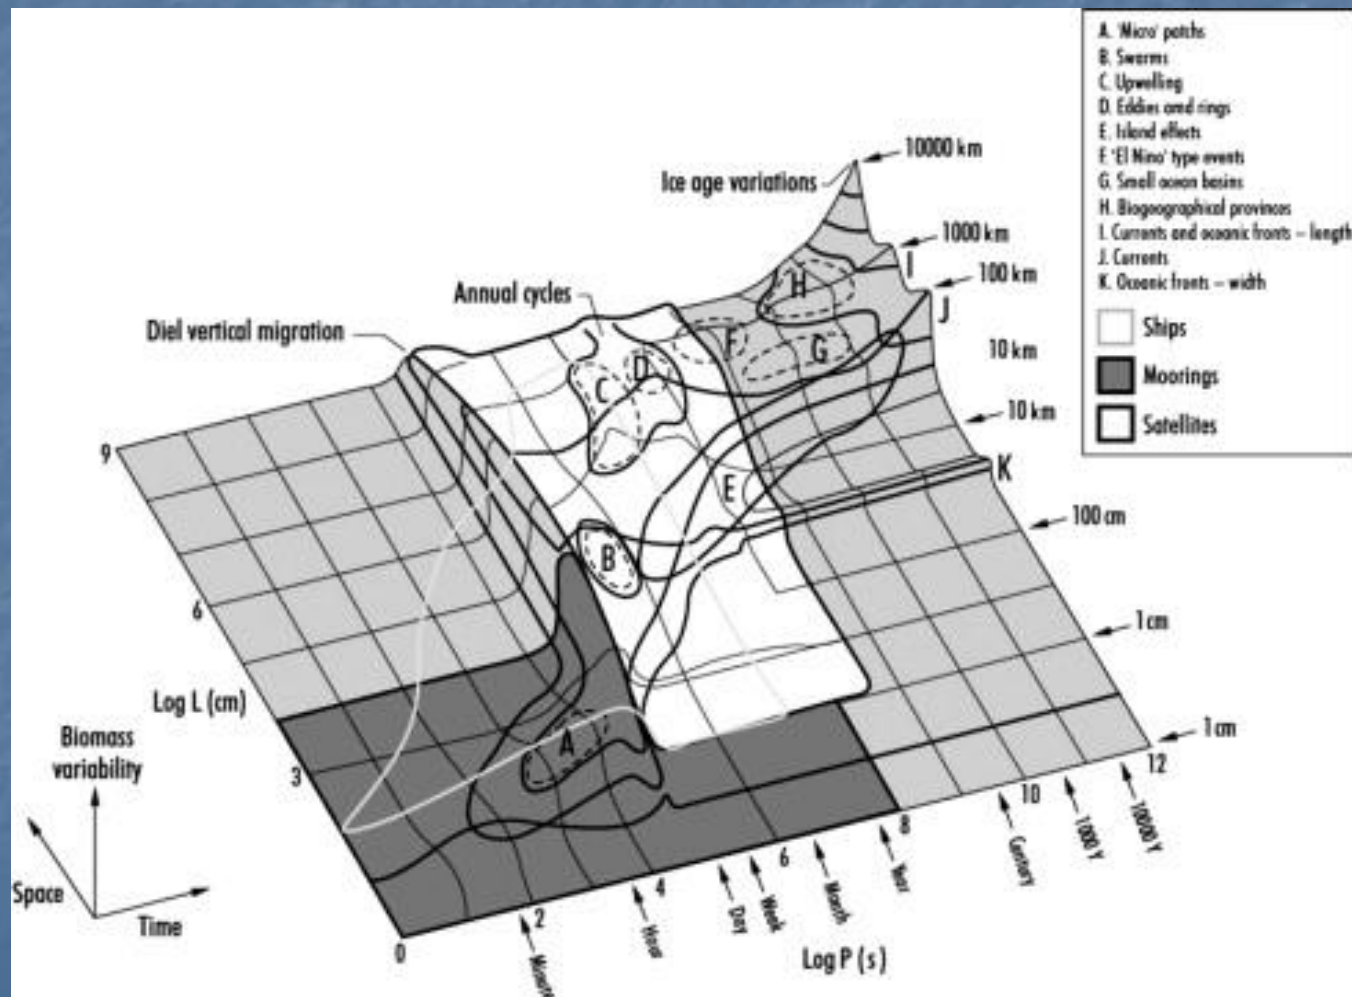 A. 'Micro' patchs
B. Swarms
C. Upwelling
D. Eddies amd rings
E. Island effects
F. 'El Nino' type events
G. Small ocean basins
H. Biogeographical provinces
I. Currents and oceanic fronts – length
J. Currents
K. Oceanic fronts – width
Ships
Moorings
Satellites
10000 km
Ice age variations
1000 km
I
100 km
J
H
Annual cycles
Diel vertical migration
F
G
10 km
D
C
10 km
9
K
E
100 cm
B
6
1 cm
Log L (cm)
A
1 cm
Biomass
variability
3
12
10
8
6
4
2
0
10000 Y
1000 Y
Century
Year
Month
Week
Day
Hour
Minute
Space
Time
Log P (s)